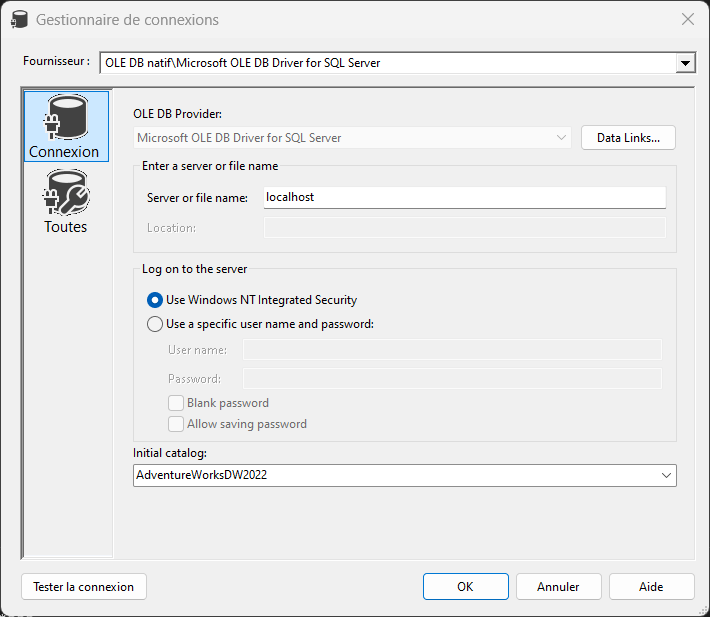 Gestionnaire de connexions
Fournisseur : OLE DB natif\Microsoft OLE DB Driver for SQL Server
Connexion
Toutes
OLE DB Provider:
Microsoft OLE DB Driver for SQL Server
Data Links...
Enter a server or file name
Server or file name: localhost
Location:
Log on to the server
Use Windows NT Integrated Security
Use a specific user name and password:
User name:
Password:
Blank password
Allow saving password
Initial catalog:
AdventureWorksDW2022
Tester la connexion OK Annuler Aide